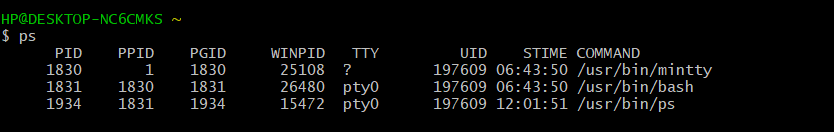 HP@DESKTOP-NC6CMKS ~
$ ps
      PID    PPID    PGID     WINPID   TTY         UID    STIME COMMAND
     1830       1    1830      25108  ?         197609 06:43:50 /usr/bin/mintty
     1831    1830    1831      26480  pty0      197609 06:43:50 /usr/bin/bash
     1934    1831    1934      15472  pty0      197609 12:01:51 /usr/bin/ps